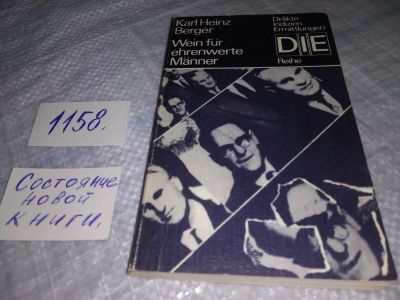 Karl Heinz
Berger
Wein für
ehrenwerte
Männer
Delikte
Indizien
Ermittlungen
DIE
Reihe
1158.
Состояние
новой
книги.